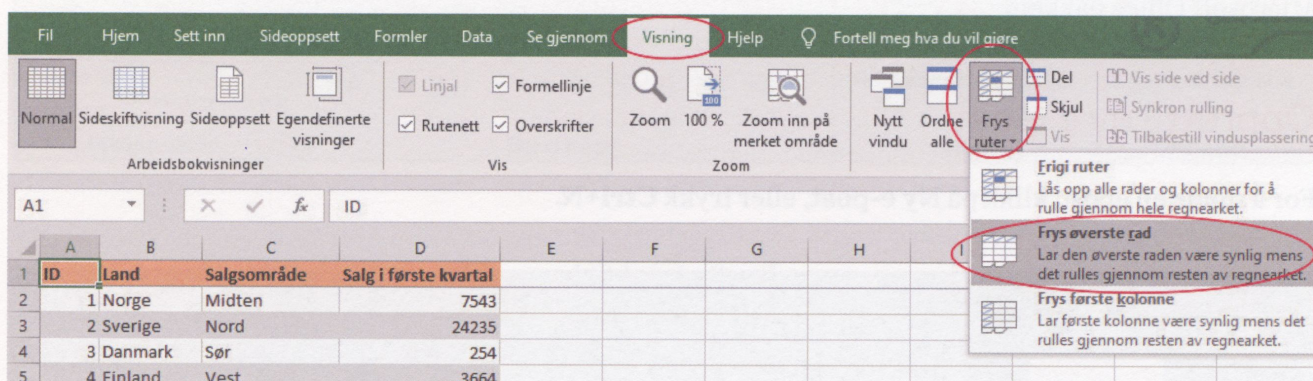 Fil Hjem Sett inn Sideoppsett Formler Data Se gjennom Visning Hjelp Fortell meg hva du vil gjøre
Normal Sideskiftvisning Sideoppsett Egendefinerte visninger
Arbeidsbokvisninger
Linjal Formellinje
Rutenett Overskrifter
Vis
Zoom 100 % Zoom inn på merket område
100
Zoom
Nytt vindu Ordne alle Frys ruter
Del
Skjul
Vis
Vis side ved side
Synkron rulling
Tilbakestill vindusplassering
Frigi ruter
Lås opp alle rader og kolonner for å
rulle gjennom hele regnearket.
Frys øverste rad
Lar den øverste raden være synlig mens
det rulles gjennom resten av regnearket.
Frys første kolonne
Lar første kolonne være synlig mens det
rulles gjennom resten av regnearket.
A1 fx ID
A B C D E F G H I
1 ID Land Salgsområde Salg i første kvartal
2 1 Norge Midten 7543
3 2 Sverige Nord 24235
4 3 Danmark Sør 254
5 4 Finland Vest 3664